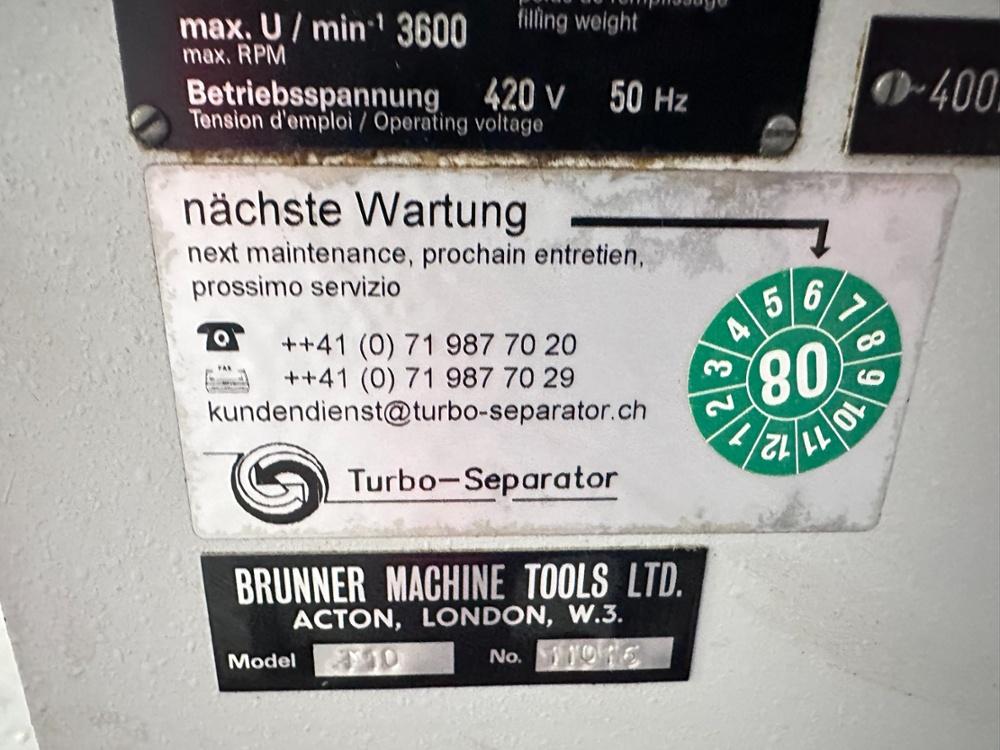 max. U / min⁻¹ 3600
max. RPM
filling weight
Betriebsspannung 420 V 50 Hz
Tension d'emploi / Operating voltage
~400
nächste Wartung
next maintenance, prochain entretien,
prossimo servizio
++41 (0) 71 987 70 20
FAX
++41 (0) 71 987 70 29
kundendienst@turbo-separator.ch
1 2 3 4 5 6 7 8 9 10 11 12
08
Turbo-Separator
BRUNNER MACHINE TOOLS LTD.
ACTON, LONDON, W.3.
Model
No.